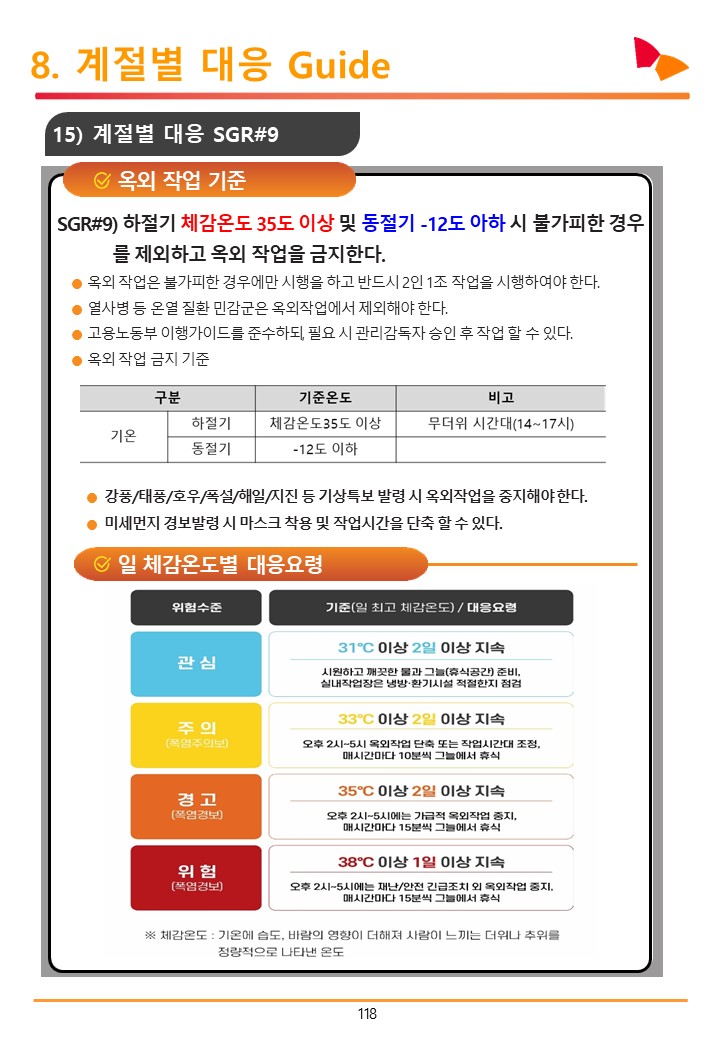 8. 계절별 대응 Guide
15) 계절별 대응 SGR#9
옥외 작업 기준
SGR#9) 하절기 체감온도 35도 이상 및 동절기 -12도 아하 시 불가피한 경우
를 제외하고 옥외 작업을 금지한다.
옥외 작업은 불가피한 경우에만 시행을 하고 반드시 2인 1조 작업을 시행하여야 한다.
열사병 등 온열 질환 민감군은 옥외작업에서 제외해야 한다.
고용노동부 이행가이드를 준수하되, 필요 시 관리감독자 승인 후 작업 할 수 있다.
옥외 작업 금지 기준
구분 기준온도 비고
기온 하절기 체감온도35도 이상 무더위 시간대(14~17시)
동절기 -12도 이하
강풍/태풍/호우/폭설/해일/지진 등 기상특보 발령 시 옥외작업을 중지해야 한다.
미세먼지 경보발령 시 마스크 착용 및 작업시간을 단축 할 수 있다.
일 체감온도별 대응요령
위험수준 기준(일 최고 체감온도) / 대응요령
관 심 31℃ 이상 2일 이상 지속
시원하고 깨끗한 물과 그늘(휴식공간) 준비,
실내작업장은 냉방·환기시설 적절한지 점검
주 의 33℃ 이상 2일 이상 지속
(폭염주의보) 오후 2시~5시 옥외작업 단축 또는 작업시간대 조정,
매시간마다 10분씩 그늘에서 휴식
경 고 35℃ 이상 2일 이상 지속
(폭염경보) 오후 2시~5시에는 가급적 옥외작업 중지,
매시간마다 15분씩 그늘에서 휴식
위 험 38℃ 이상 1일 이상 지속
(폭염경보) 오후 2시~5시에는 재난/안전 긴급조치 외 옥외작업 중지,
매시간마다 15분씩 그늘에서 휴식
※ 체감온도 : 기온에 습도, 바람의 영향이 더해져 사람이 느끼는 더위나 추위를
정량적으로 나타낸 온도
118